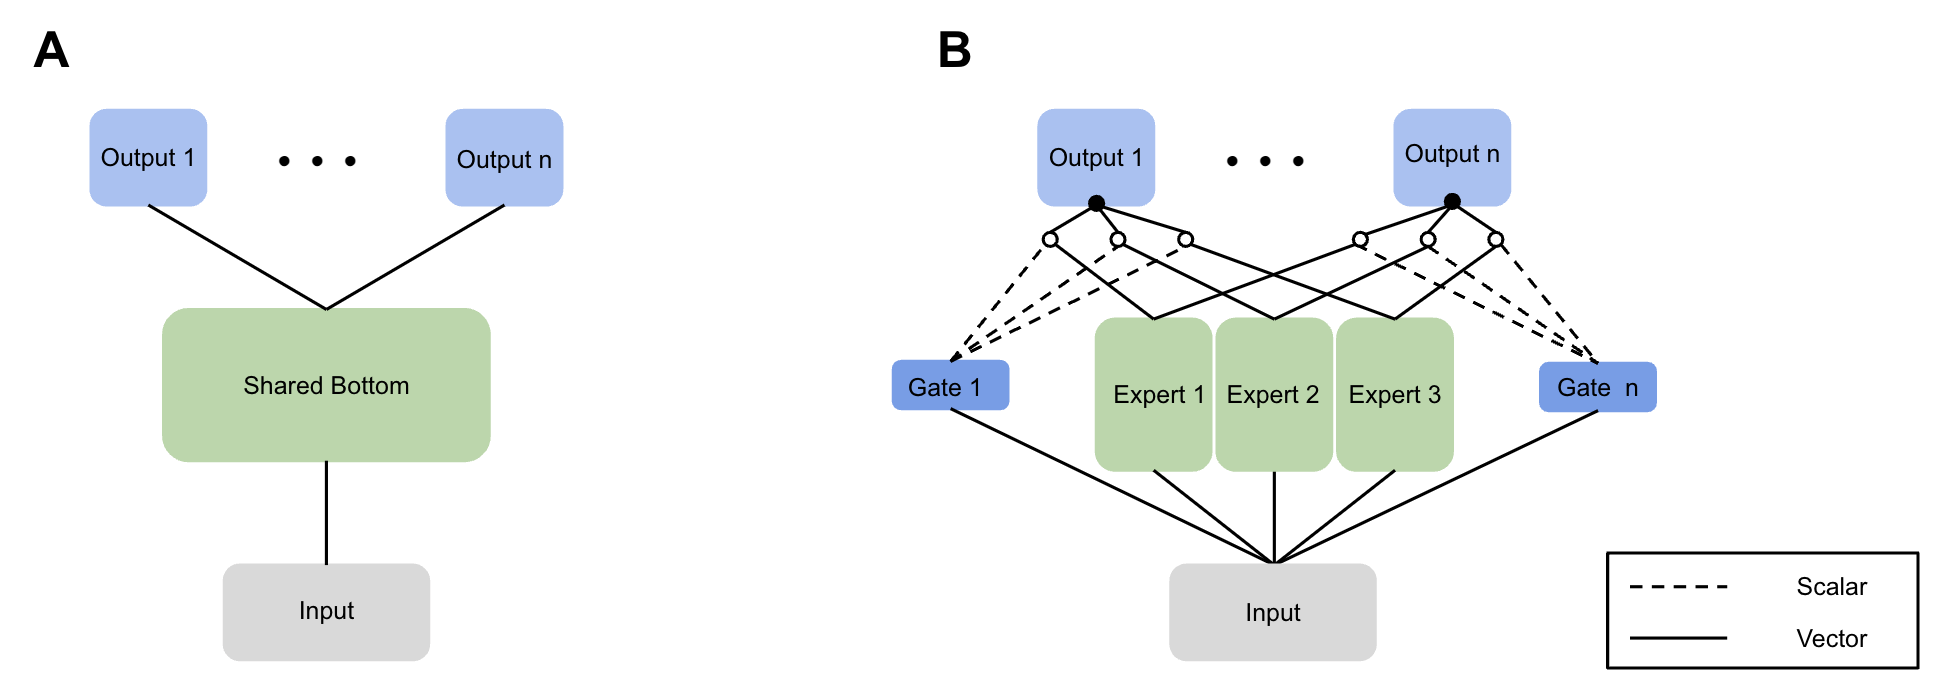 A
Output 1
Output n
Shared Bottom
Input
B
Output 1
Output n
Gate 1
Expert 1
Expert 2
Expert 3
Gate n
Input
Scalar
Vector